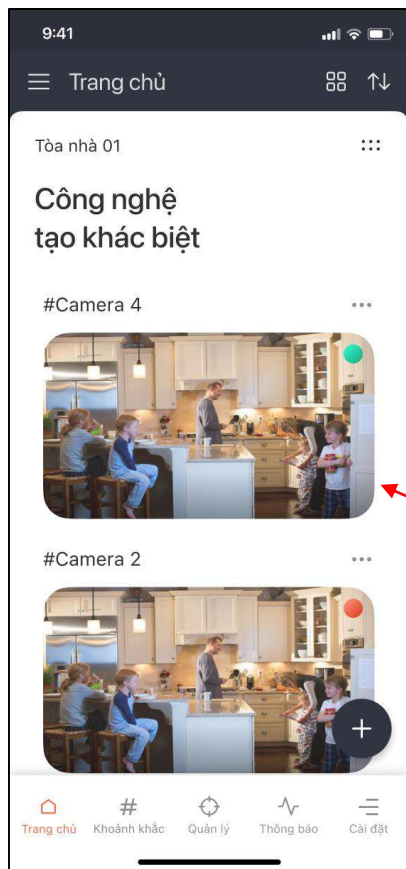 9:41
Trang chủ
Tòa nhà 01
Công nghệ
tạo khác biệt
#Camera 4
#Camera 2
Trang chủ
Khoảnh khắc
Quản lý
Thông báo
Cài đặt